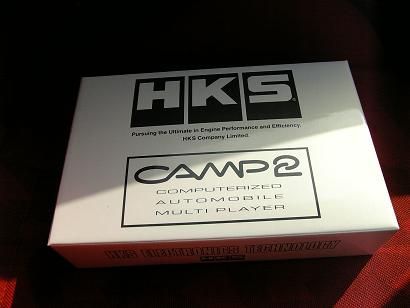 HKS
Pursuing the Ultimate in Engine Performance and Efficiency.
HKS Company Limited.
CAMP2
COMPUTERIZED
AUTOMOBILE
MULTI PLAYER
HKS ELECTRONICS TECHNOLOGY
HKS